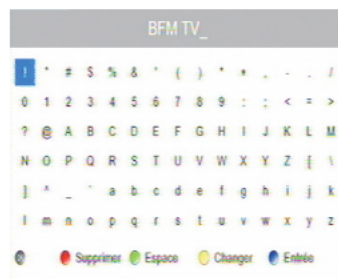 BFM TV_
! " # $ % & ' ( ) * + , - . /
0 1 2 3 4 5 6 7 8 9 : ; < = >
? @ A B C D E F G H I J K L M
N O P Q R S T U V W X Y Z [ \
] ^ _ ` a b c d e f g h i j k
l m n o p q r s t u v w x y z
Supprimer Espace Changer Entrée